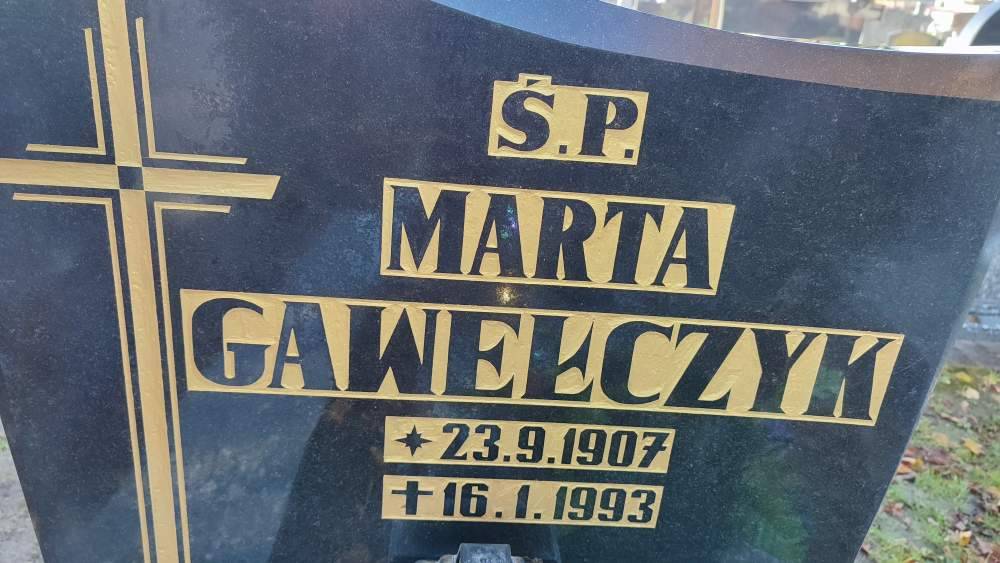 Ś.P.
MARTA
GAWEŁCZYK
✶ 23.9.1907
✝ 16.1.1993